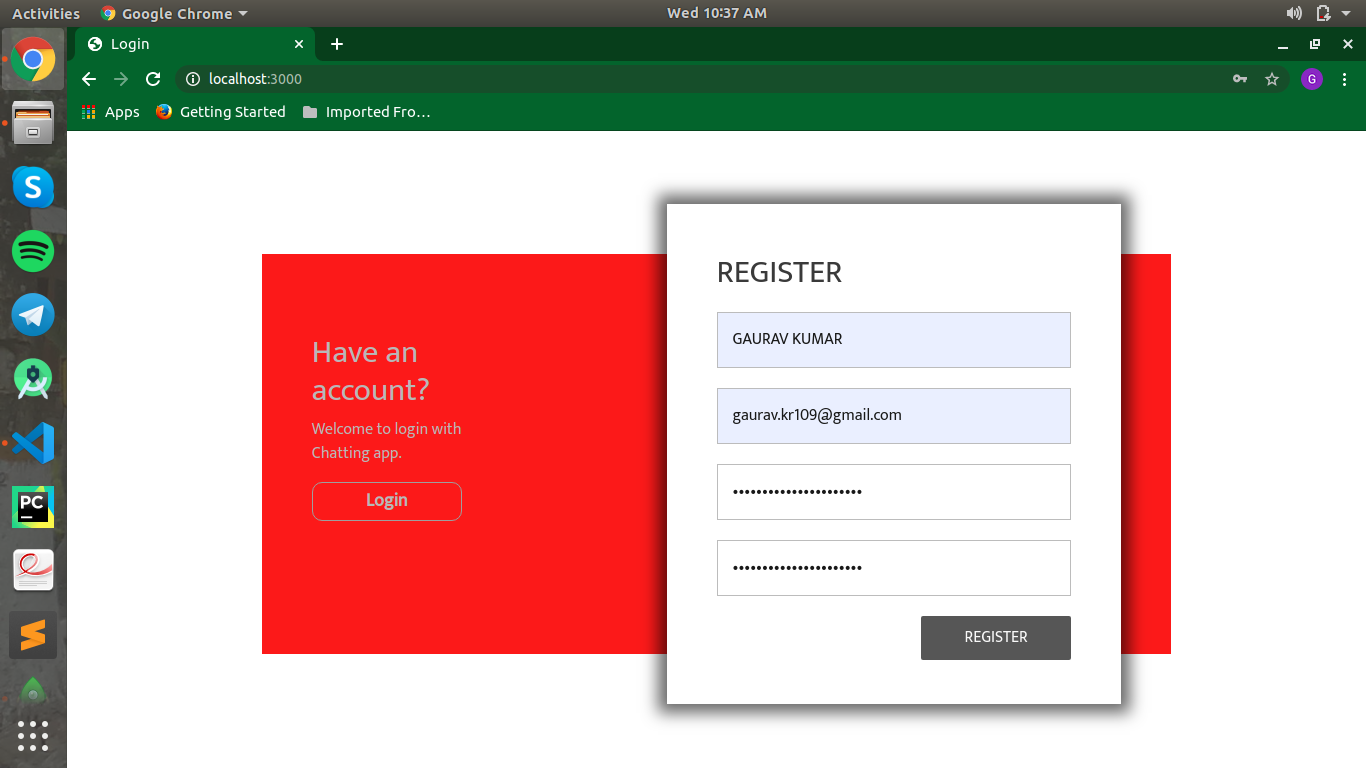 Activities
Google Chrome
Wed 10:37 AM
Login
localhost:3000
G
Apps
Getting Started
Imported Fro…
S
PC
Have an
account?
Welcome to login with
Chatting app.
Login
REGISTER
GAURAV KUMAR
gaurav.kr109@gmail.com
••••••••••••••••••••••
••••••••••••••••••••••
REGISTER